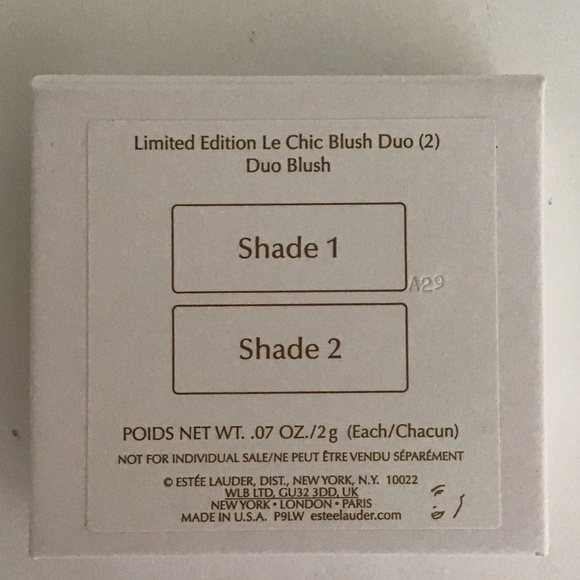 Limited Edition Le Chic Blush Duo (2)
Duo Blush
Shade 1
A29
Shade 2
POIDS NET WT. .07 OZ./2 g (Each/Chacun)
NOT FOR INDIVIDUAL SALE/NE PEUT ÊTRE VENDU SÉPARÉMENT
© ESTÉE LAUDER, DIST., NEW YORK, N.Y. 10022
WLB LTD, GU32 3DD, UK
NEW YORK • LONDON • PARIS
MADE IN U.S.A. P9LW esteelauder.com